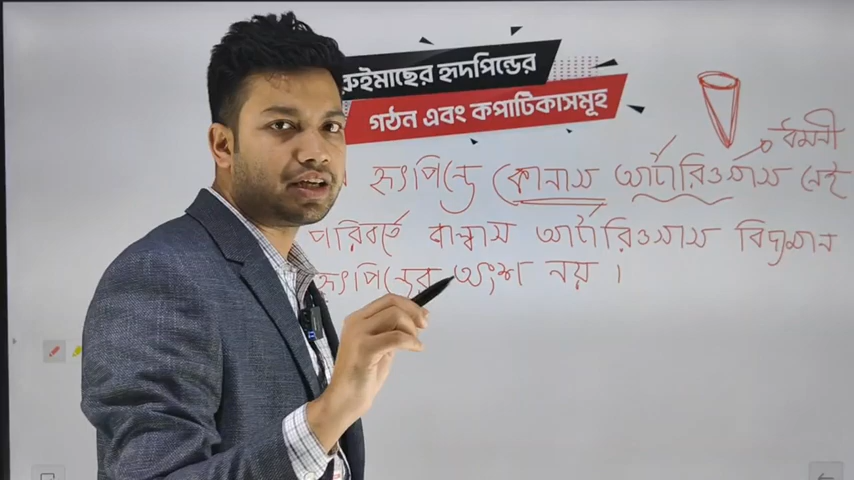 রুইমাছের হৃদপিন্ডের
গঠন এবং কপাটিকাসমূহ
ধমনী
হৃৎপিন্ডে কোনাস আর্টারিওসাস নেই
পরিবর্তে বাল্বাস আর্টারিওসাস বিদ্যমান
হৃৎপিন্ডের অংশ নয়।